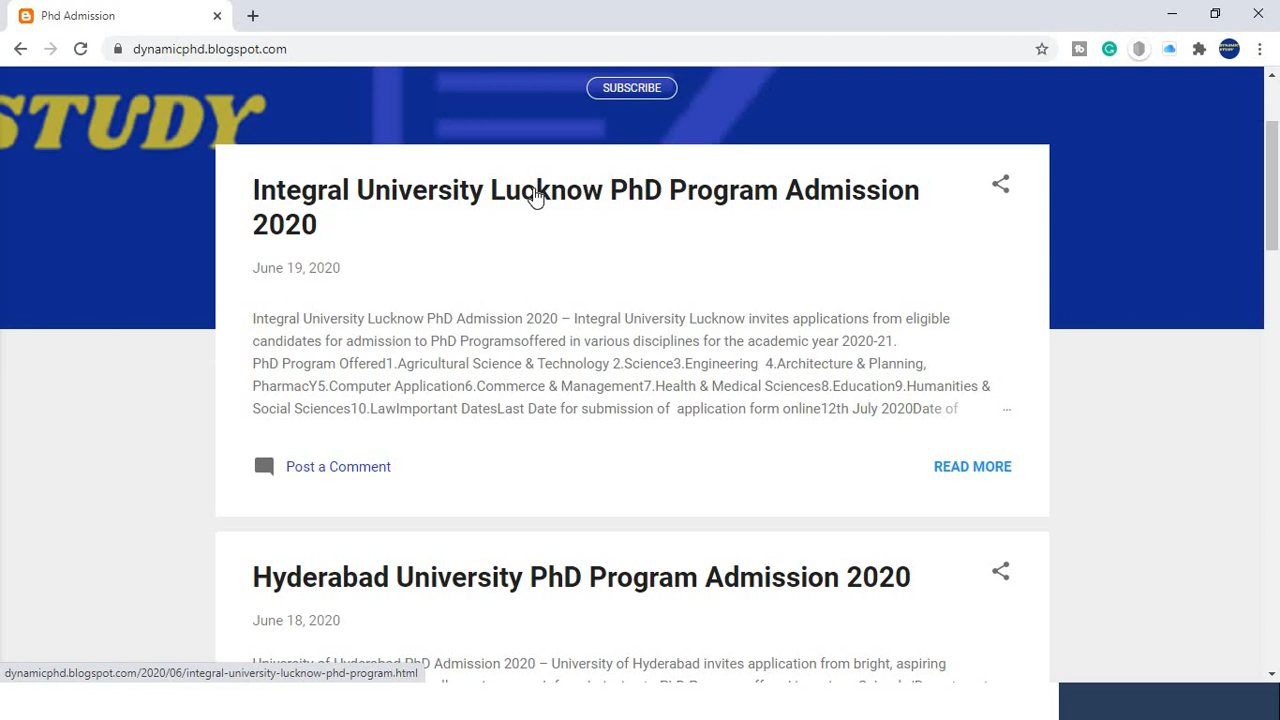 Phd Admission
dynamicphd.blogspot.com
SUBSCRIBE
STUDY
Integral University Lucknow PhD Program Admission
2020
June 19, 2020
Integral University Lucknow PhD Admission 2020 – Integral University Lucknow invites applications from eligible
candidates for admission to PhD Programsoffered in various disciplines for the academic year 2020-21.
PhD Program Offered1.Agricultural Science & Technology 2.Science3.Engineering 4.Architecture & Planning,
PharmacY5.Computer Application6.Commerce & Management7.Health & Medical Sciences8.Education9.Humanities &
Social Sciences10.LawImportant DatesLast Date for submission of application form online12th July 2020Date of ...
Post a Comment
READ MORE
Hyderabad University PhD Program Admission 2020
June 18, 2020
University of Hyderabad PhD Admission 2020 – University of Hyderabad invites application from bright, aspiring
dynamicphd.blogspot.com/2020/06/integral-university-lucknow-phd-program.html